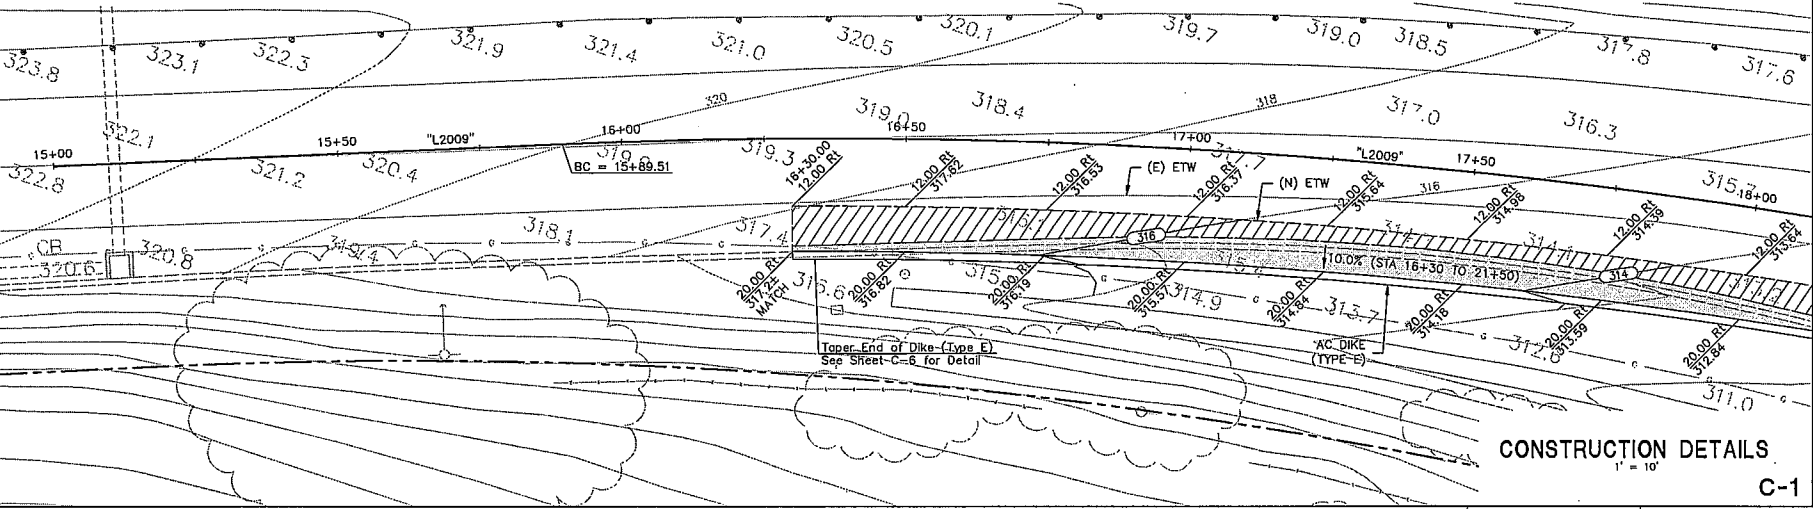 323.8
323.1
322.3
321.9
321.4
321.0
320.5
320.1
319.7
319.0
318.5
317.8
317.6
322.1
320
318.4
318
317.0
316.3
15+00
15+50
"L2009"
16+00
16+50
17+00
"L2009"
17+50
18+00
322.8
321.2
320.4
BC = 15+89.51
319.3
16+30.00
12.00 Rt
12.00 Rt
317.62
12.00 Rt
316.53
(E) ETW
12.00 Rt
316.37
(N) ETW
12.00 Rt
315.64
316
12.00 Rt
314.98
12.00 Rt
314.39
12.00 Rt
313.64
CB
320.6
320.8
319.4
318.1
317.4
316
10.0% (STA 16+30 TO 21+50)
314
20.00 Rt
MATCH
316.6
20.00 Rt
316.82
20.00 Rt
316.19
20.00 Rt
314.9
20.00 Rt
314.84
313.7
20.00 Rt
314.18
20.00 Rt
313.59
20.00 Rt
312.84
311.0
Taper End of Dike (Type E)
See Sheet C-6 for Detail
AC DIKE
(TYPE E)
CONSTRUCTION DETAILS
1' = 10'
C-1